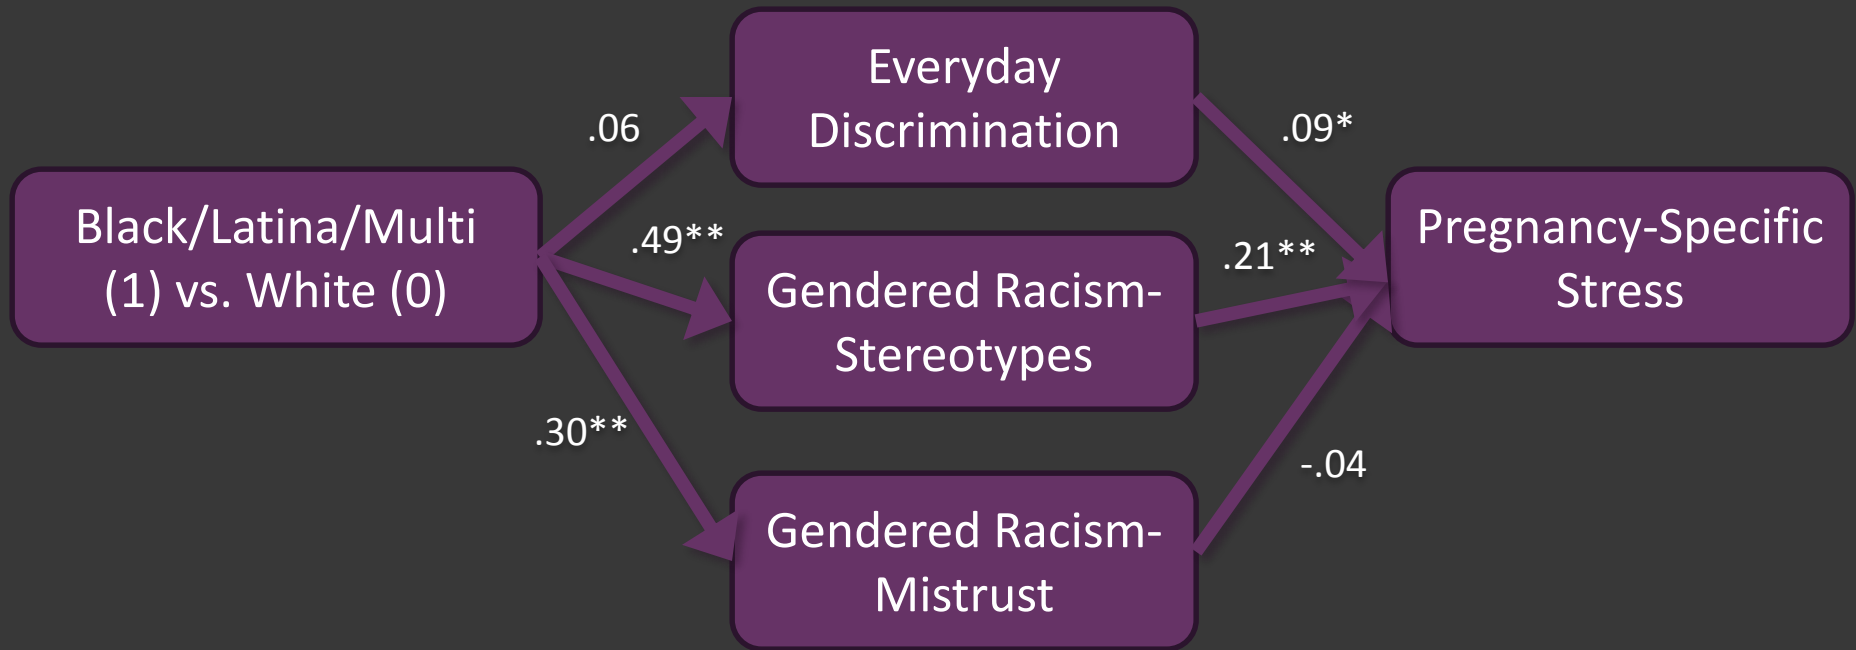 Everyday
Discrimination
.06
.09*
Black/Latina/Multi
(1) vs. White (0)
.49**
Gendered Racism-
Stereotypes
.21**
Pregnancy-Specific
Stress
.30**
-.04
Gendered Racism-
Mistrust